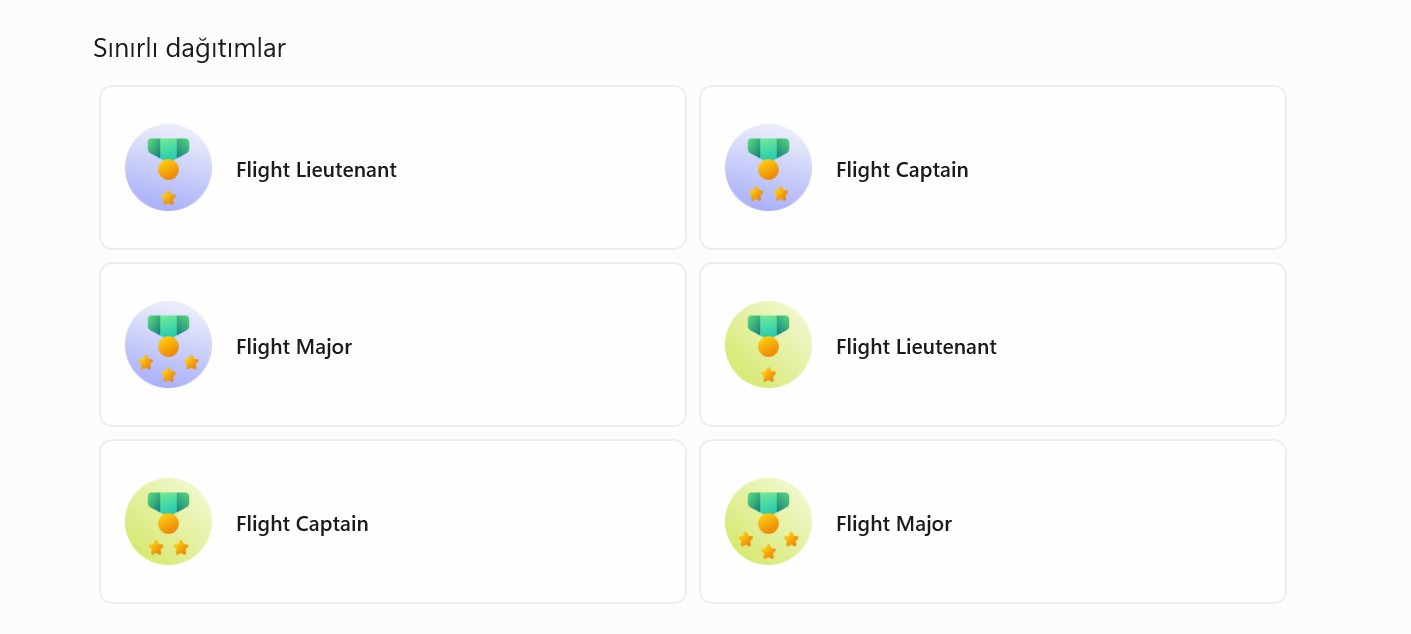 Sınırlı dağıtımlar
Flight Lieutenant
Flight Captain
Flight Major
Flight Lieutenant
Flight Captain
Flight Major